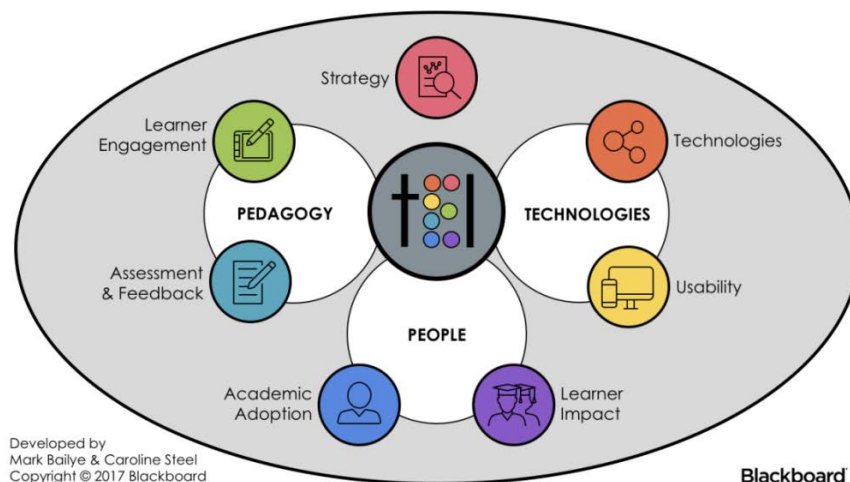 Strategy
Learner
Engagement
Technologies
PEDAGOGY
TECHNOLOGIES
Assessment
& Feedback
Usability
PEOPLE
Academic
Adoption
Learner
Impact
Developed by
Mark Bailye & Caroline Steel
Copyright © 2017 Blackboard
Blackboard